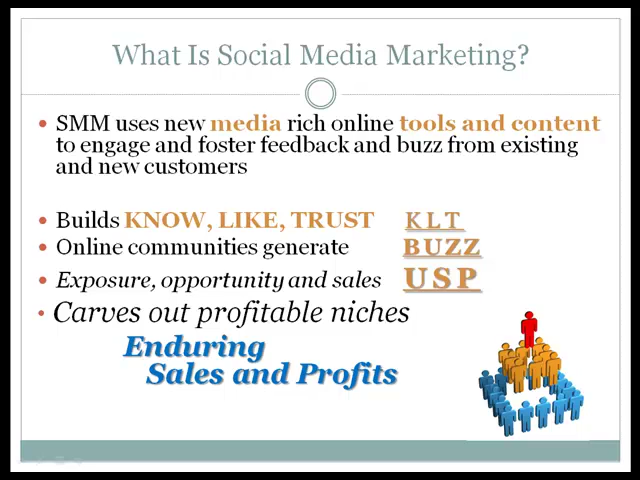 What Is Social Media Marketing?
SMM uses new media rich online tools and content
to engage and foster feedback and buzz from existing
and new customers
Builds KNOW, LIKE, TRUST KLT
Online communities generate BUZZ
Exposure, opportunity and sales USP
Carves out profitable niches
Enduring
Sales and Profits